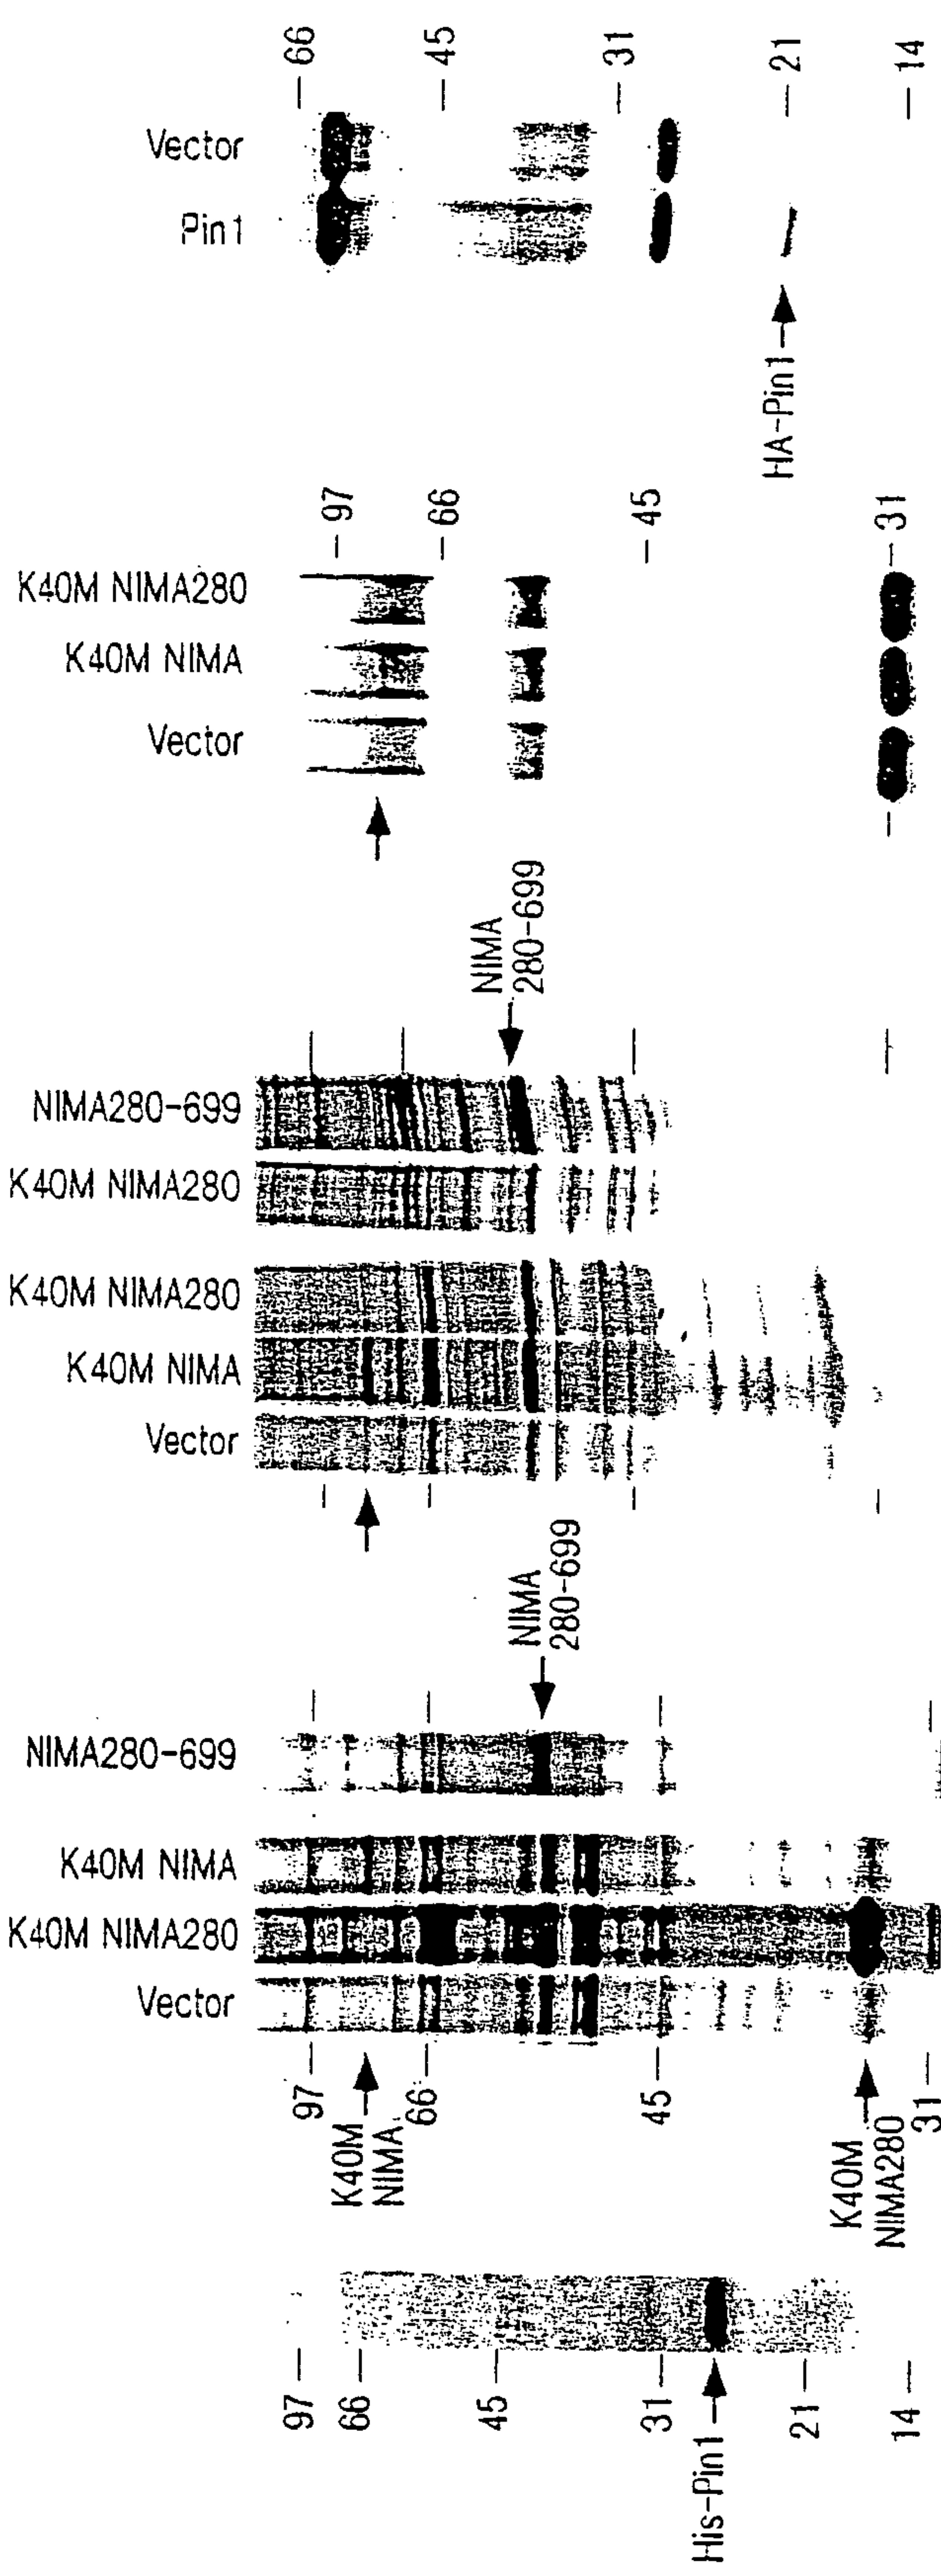 97
66
45
31
His-Pin1
21
14
Vector
K40M NIMA280
K40M NIMA
NIMA280-699
97
K40M
NIMA
66
NIMA
280-699
45
K40M
NIMA280
31
Vector
K40M NIMA
K40M NIMA280
K40M NIMA280
NIMA280-699
NIMA
280-699
Vector
K40M NIMA
K40M NIMA280
97
66
45
31
Pin1
Vector
66
45
31
HA-Pin1
21
14